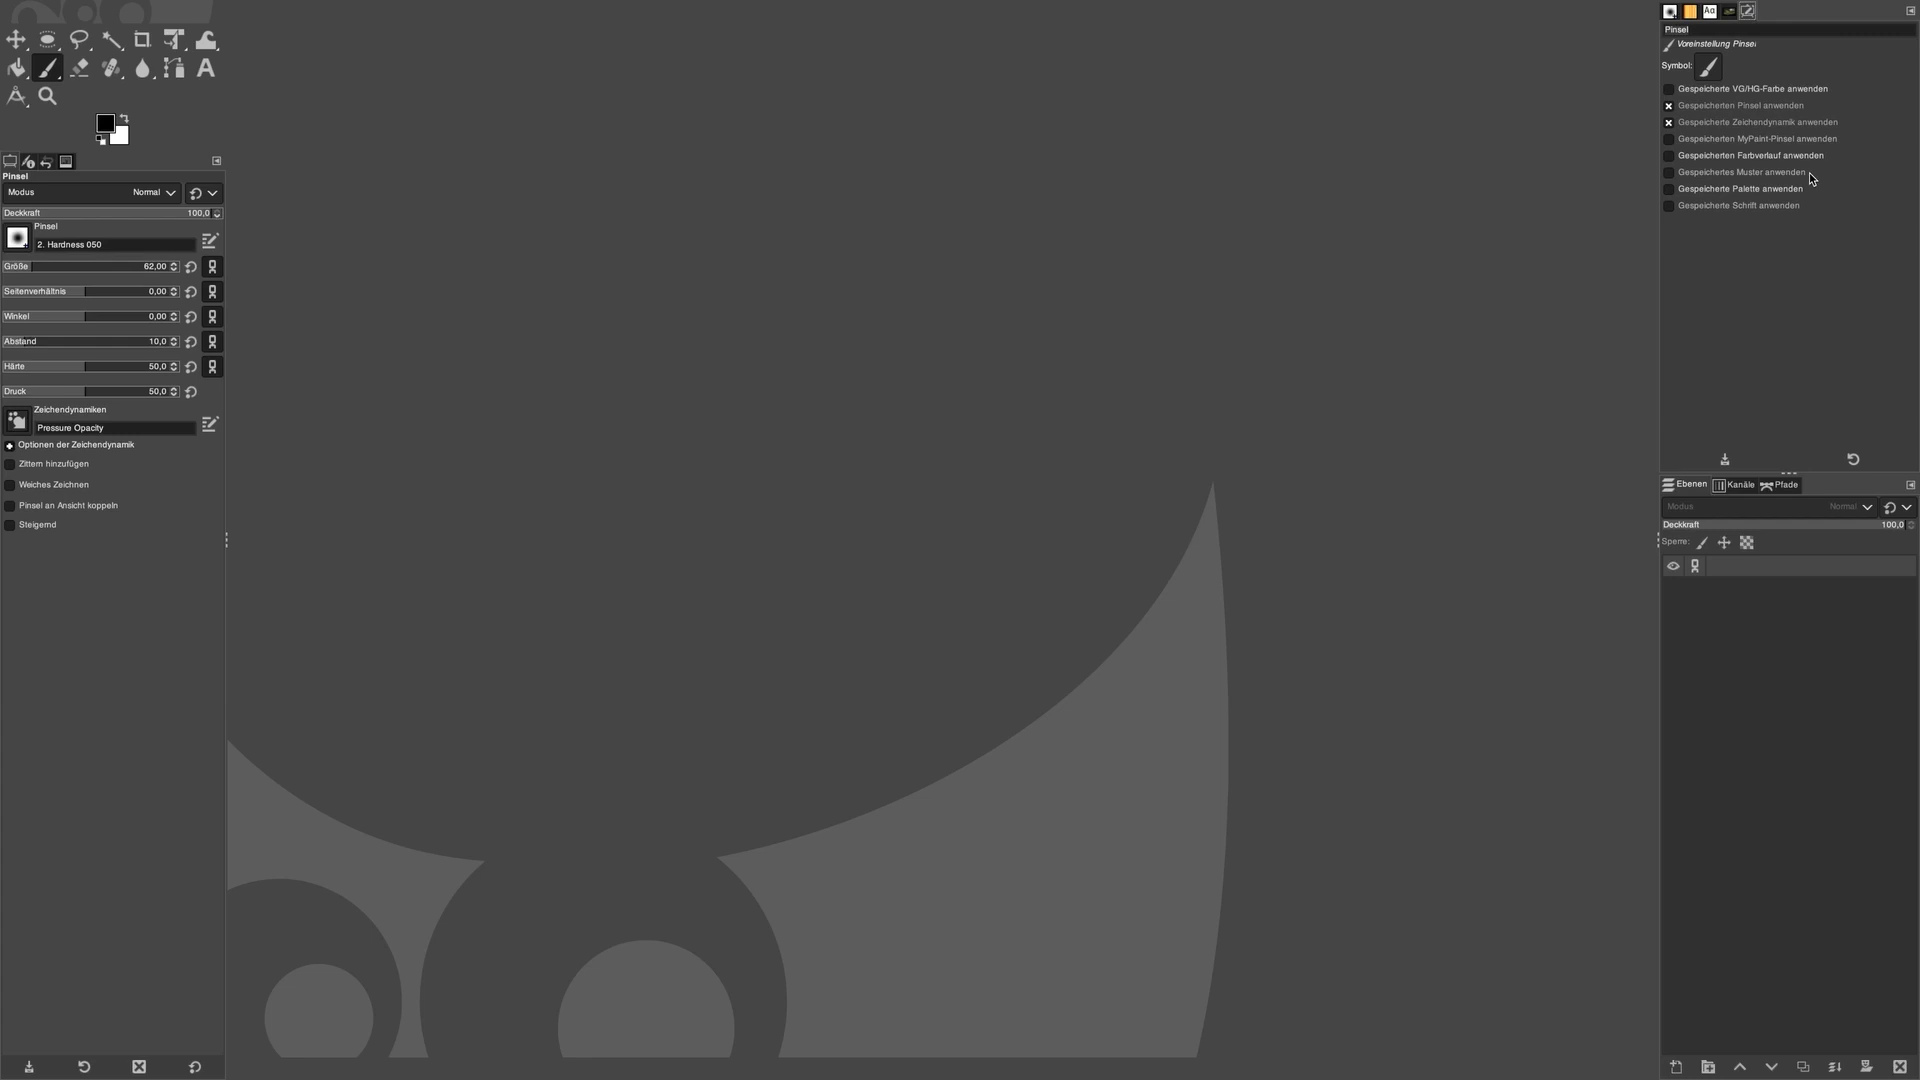 Pinsel
Modus Normal
Deckkraft 100,0
Pinsel
2. Hardness 050
Größe 62,00
Seitenverhältnis 0,00
Winkel 0,00
Abstand 10,0
Härte 50,0
Druck 50,0
Zeichendynamiken
Pressure Opacity
Optionen der Zeichendynamik
Zittern hinzufügen
Weiches Zeichnen
Pinsel an Ansicht koppeln
Steigernd
Aa
Pinsel
Voreinstellung Pinsel
Symbol:
Gespeicherte VG/HG-Farbe anwenden
Gespeicherten Pinsel anwenden
Gespeicherte Zeichendynamik anwenden
Gespeicherten MyPaint-Pinsel anwenden
Gespeicherten Farbverlauf anwenden
Gespeichertes Muster anwenden
Gespeicherte Palette anwenden
Gespeicherte Schrift anwenden
Ebenen Kanäle Pfade
Modus Normal
Deckkraft 100,0
Sperre: